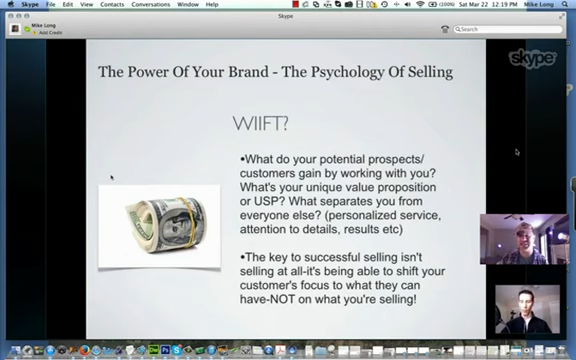 Skype File Edit View Contacts Conversations Window Help (100%) Sat Mar 22 12:19 PM Mike Long
Skype
Mike Long
Add Credit
Search
skype
The Power Of Your Brand - The Psychology Of Selling
WIIFT?
•What do your potential prospects/
customers gain by working with you?
What's your unique value proposition
or USP? What separates you from
everyone else? (personalized service,
attention to details, results etc)
•The key to successful selling isn't
selling at all-it's being able to shift your
customer's focus to what they can
have-NOT on what you're selling!